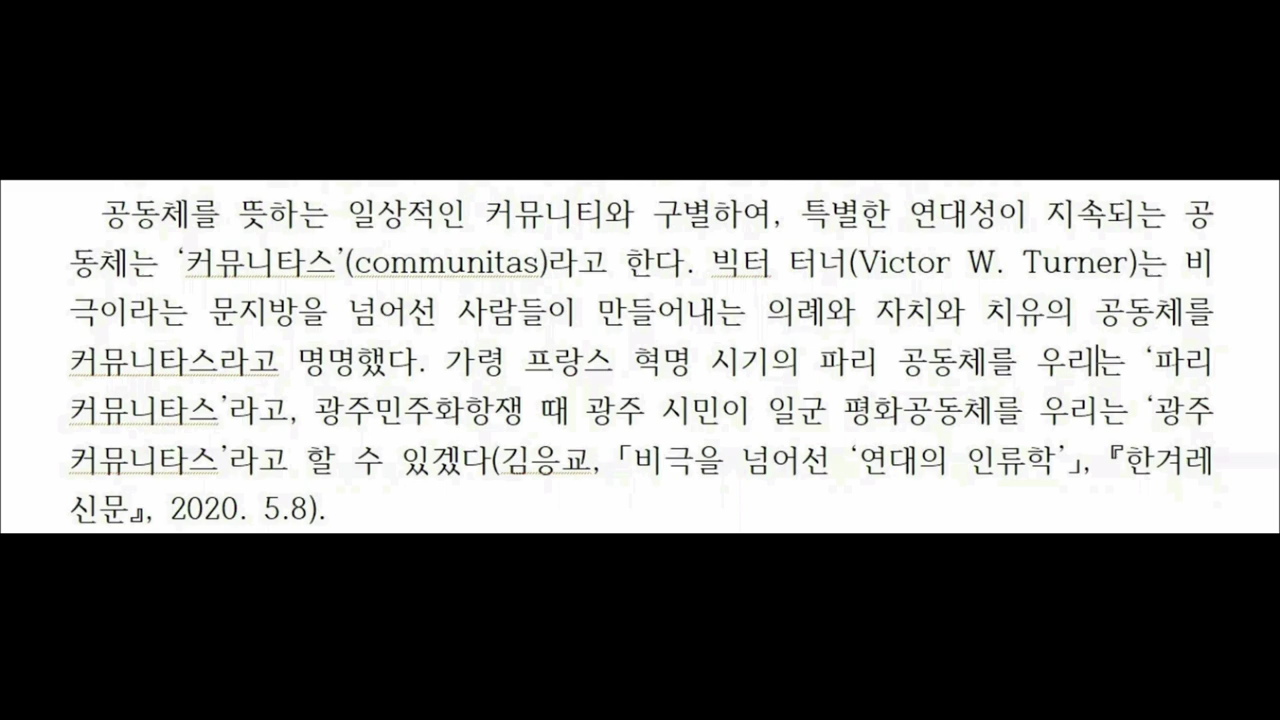 공동체를 뜻하는 일상적인 커뮤니티와 구별하여, 특별한 연대성이 지속되는 공
동체는 ‘커뮤니타스’(communitas)라고 한다. 빅터 터너(Victor W. Turner)는 비
극이라는 문지방을 넘어선 사람들이 만들어내는 의례와 자치와 치유의 공동체를
커뮤니타스라고 명명했다. 가령 프랑스 혁명 시기의 파리 공동체를 우리는 ‘파리
커뮤니타스’라고, 광주민주화항쟁 때 광주 시민이 일군 평화공동체를 우리는 ‘광주
커뮤니타스’라고 할 수 있겠다(김응교, 「비극을 넘어선 ‘연대의 인류학’」, 『한겨레
신문』, 2020. 5.8).